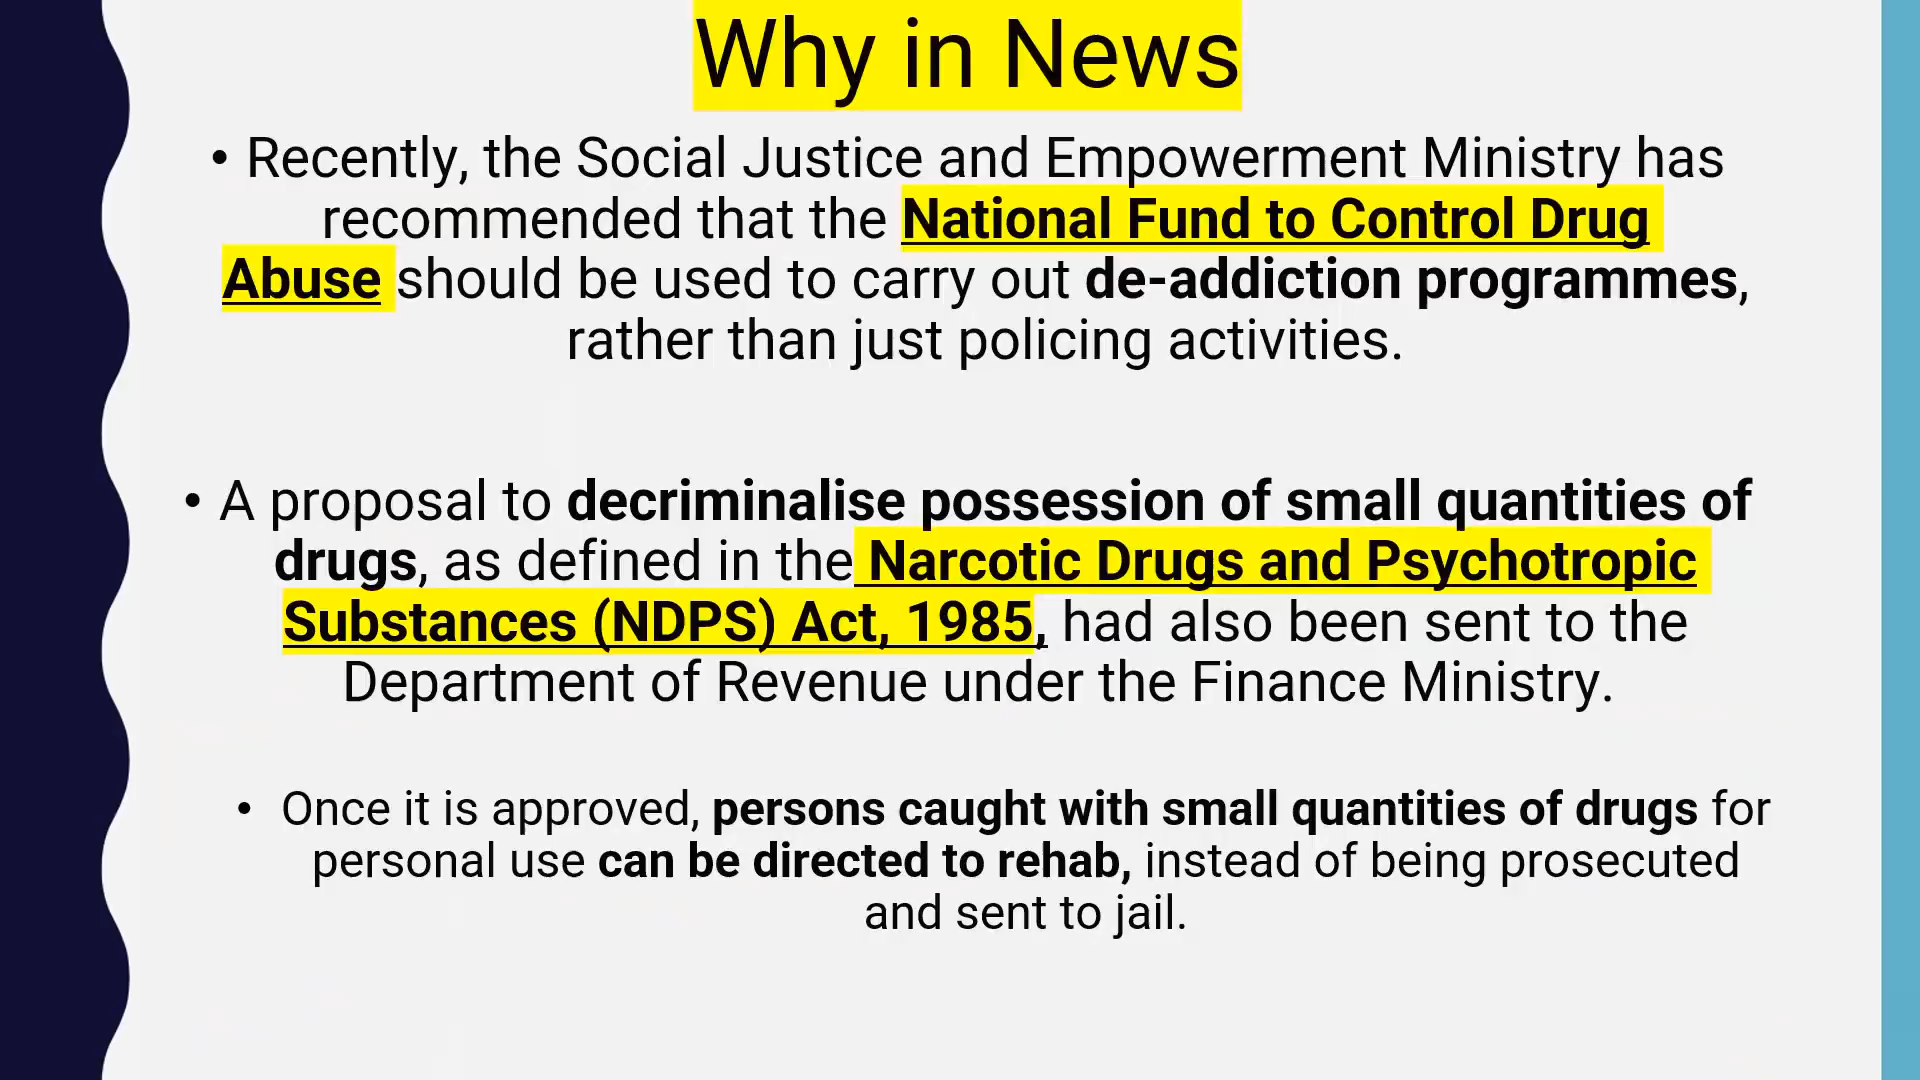 Why in News
• Recently, the Social Justice and Empowerment Ministry has
recommended that the National Fund to Control Drug
Abuse should be used to carry out de-addiction programmes,
rather than just policing activities.
• A proposal to decriminalise possession of small quantities of
drugs, as defined in the Narcotic Drugs and Psychotropic
Substances (NDPS) Act, 1985, had also been sent to the
Department of Revenue under the Finance Ministry.
• Once it is approved, persons caught with small quantities of drugs for
personal use can be directed to rehab, instead of being prosecuted
and sent to jail.